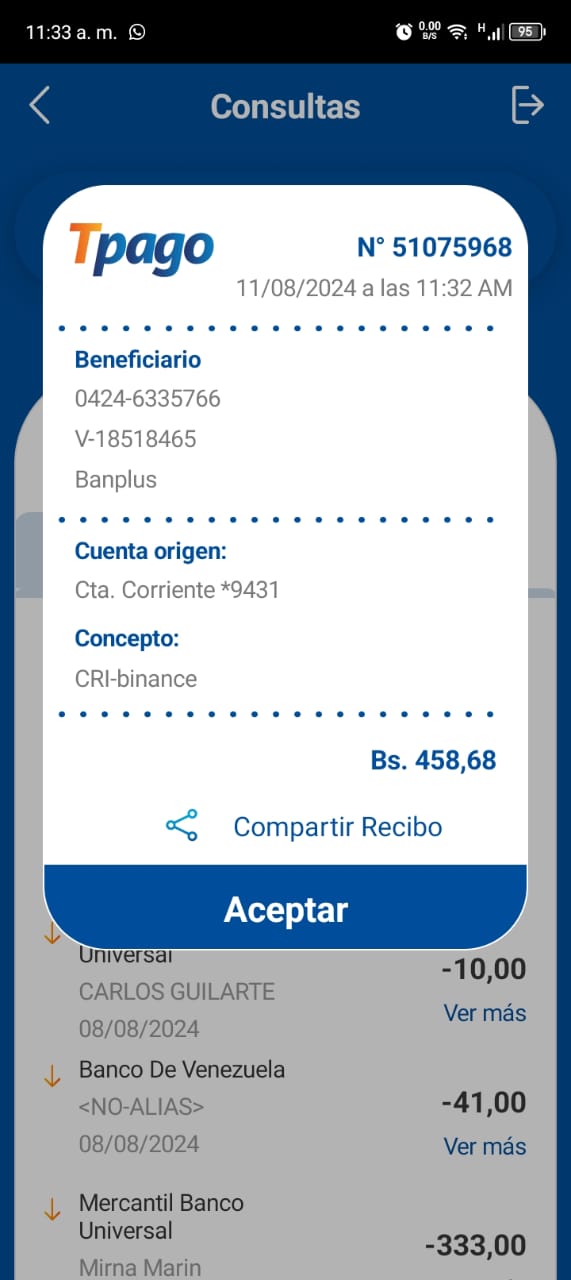 11:33 a. m.
0.00
B/S
H
95
Consultas
Tpago
N° 51075968
11/08/2024 a las 11:32 AM
Beneficiario
0424-6335766
V-18518465
Banplus
Cuenta origen:
Cta. Corriente *9431
Concepto:
CRI-binance
Bs. 458,68
Compartir Recibo
Aceptar
Universal
-10,00
CARLOS GUILARTE
08/08/2024
Ver más
Banco De Venezuela
-41,00
<NO-ALIAS>
08/08/2024
Ver más
Mercantil Banco
Universal
-333,00
Mirna Marin